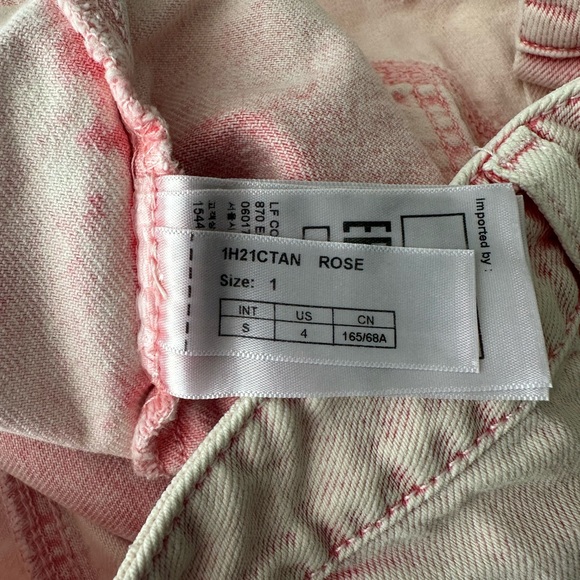 Imported by :
LF CO
870 E
0601
1544
1H21CTAN ROSE
Size: 1
INT US CN
S 4 165/68A